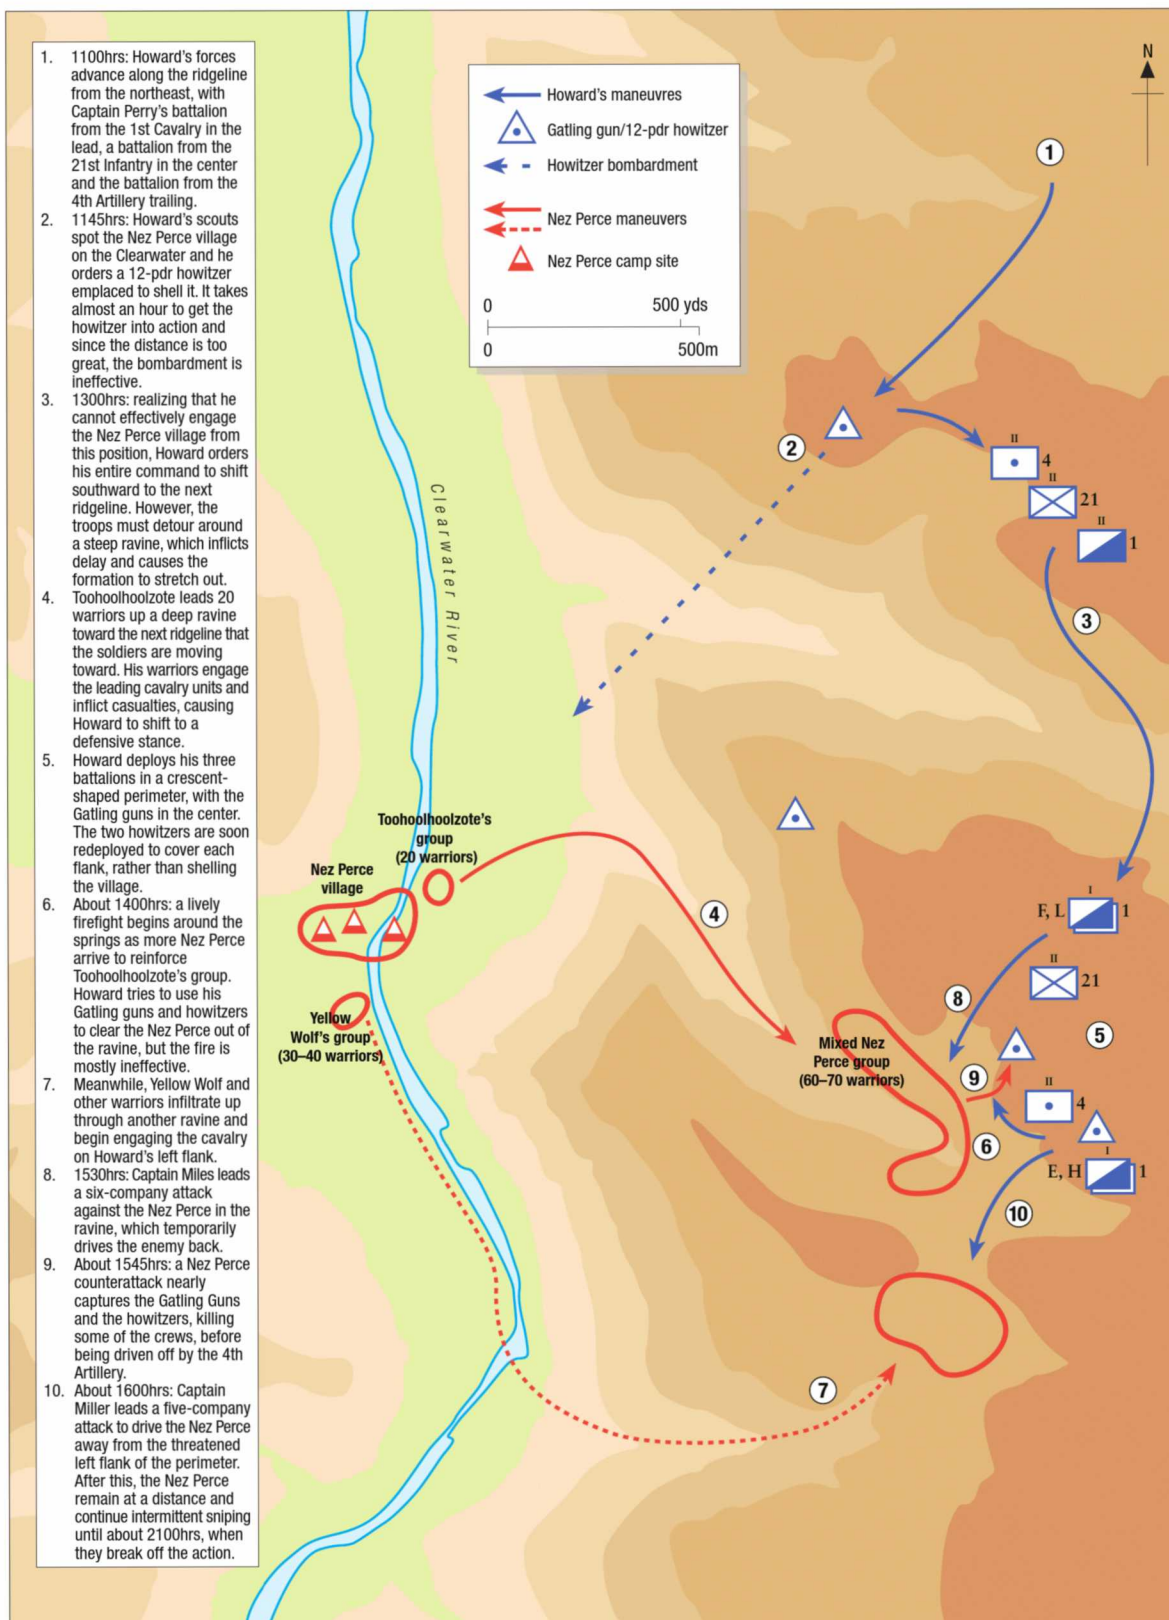 1. 1100hrs: Howard's forces
advance along the ridgeline
from the northeast, with
Captain Perry's battalion
from the 1st Cavalry in the
lead, a battalion from the
21st Infantry in the center
and the battalion from the
4th Artillery trailing.
2. 1145hrs: Howard's scouts
spot the Nez Perce village
on the Clearwater and he
orders a 12-pdr howitzer
emplaced to shell it. It takes
almost an hour to get the
howitzer into action and
since the distance is too
great, the bombardment is
ineffective.
3. 1300hrs: realizing that he
cannot effectively engage
the Nez Perce village from
this position, Howard orders
his entire command to shift
southward to the next
ridgeline. However, the
troops must detour around
a steep ravine, which inflicts
delay and causes the
formation to stretch out.
4. Toohoolhoolzote leads 20
warriors up a deep ravine
toward the next ridgeline that
the soldiers are moving
toward. His warriors engage
the leading cavalry units and
inflict casualties, causing
Howard to shift to a
defensive stance.
5. Howard deploys his three
battalions in a crescent-
shaped perimeter, with the
Gatling guns in the center.
The two howitzers are soon
redeployed to cover each
flank, rather than shelling
the village.
6. About 1400hrs: a lively
firefight begins around the
springs as more Nez Perce
arrive to reinforce
Toohoolhoolzote's group.
Howard tries to use his
Gatling guns and howitzers
to clear the Nez Perce out of
the ravine, but the fire is
mostly ineffective.
7. Meanwhile, Yellow Wolf and
other warriors infiltrate up
through another ravine and
begin engaging the cavalry
on Howard's left flank.
8. 1530hrs: Captain Miles leads
a six-company attack
against the Nez Perce in the
ravine, which temporarily
drives the enemy back.
9. About 1545hrs: a Nez Perce
counterattack nearly
captures the Gatling Guns
and the howitzers, killing
some of the crews, before
being driven off by the 4th
Artillery.
10. About 1600hrs: Captain
Miller leads a five-company
attack to drive the Nez Perce
away from the threatened
left flank of the perimeter.
After this, the Nez Perce
remain at a distance and
continue intermittent sniping
until about 2100hrs, when
they break off the action.
Howard's maneuvres
Gatling gun/12-pdr howitzer
Howitzer bombardment
Nez Perce maneuvers
Nez Perce camp site
0 500 yds
0 500m
N
1
2
II
4
II
21
II
1
3
Clearwater River
Toohoolhoolzote's
group
(20 warriors)
Nez Perce
village
4
I
F, L 1
II
21
8
5
Yellow
Wolf's group
(30–40 warriors)
Mixed Nez
Perce group
(60–70 warriors)
9
II
4
6
I
E, H 1
10
7